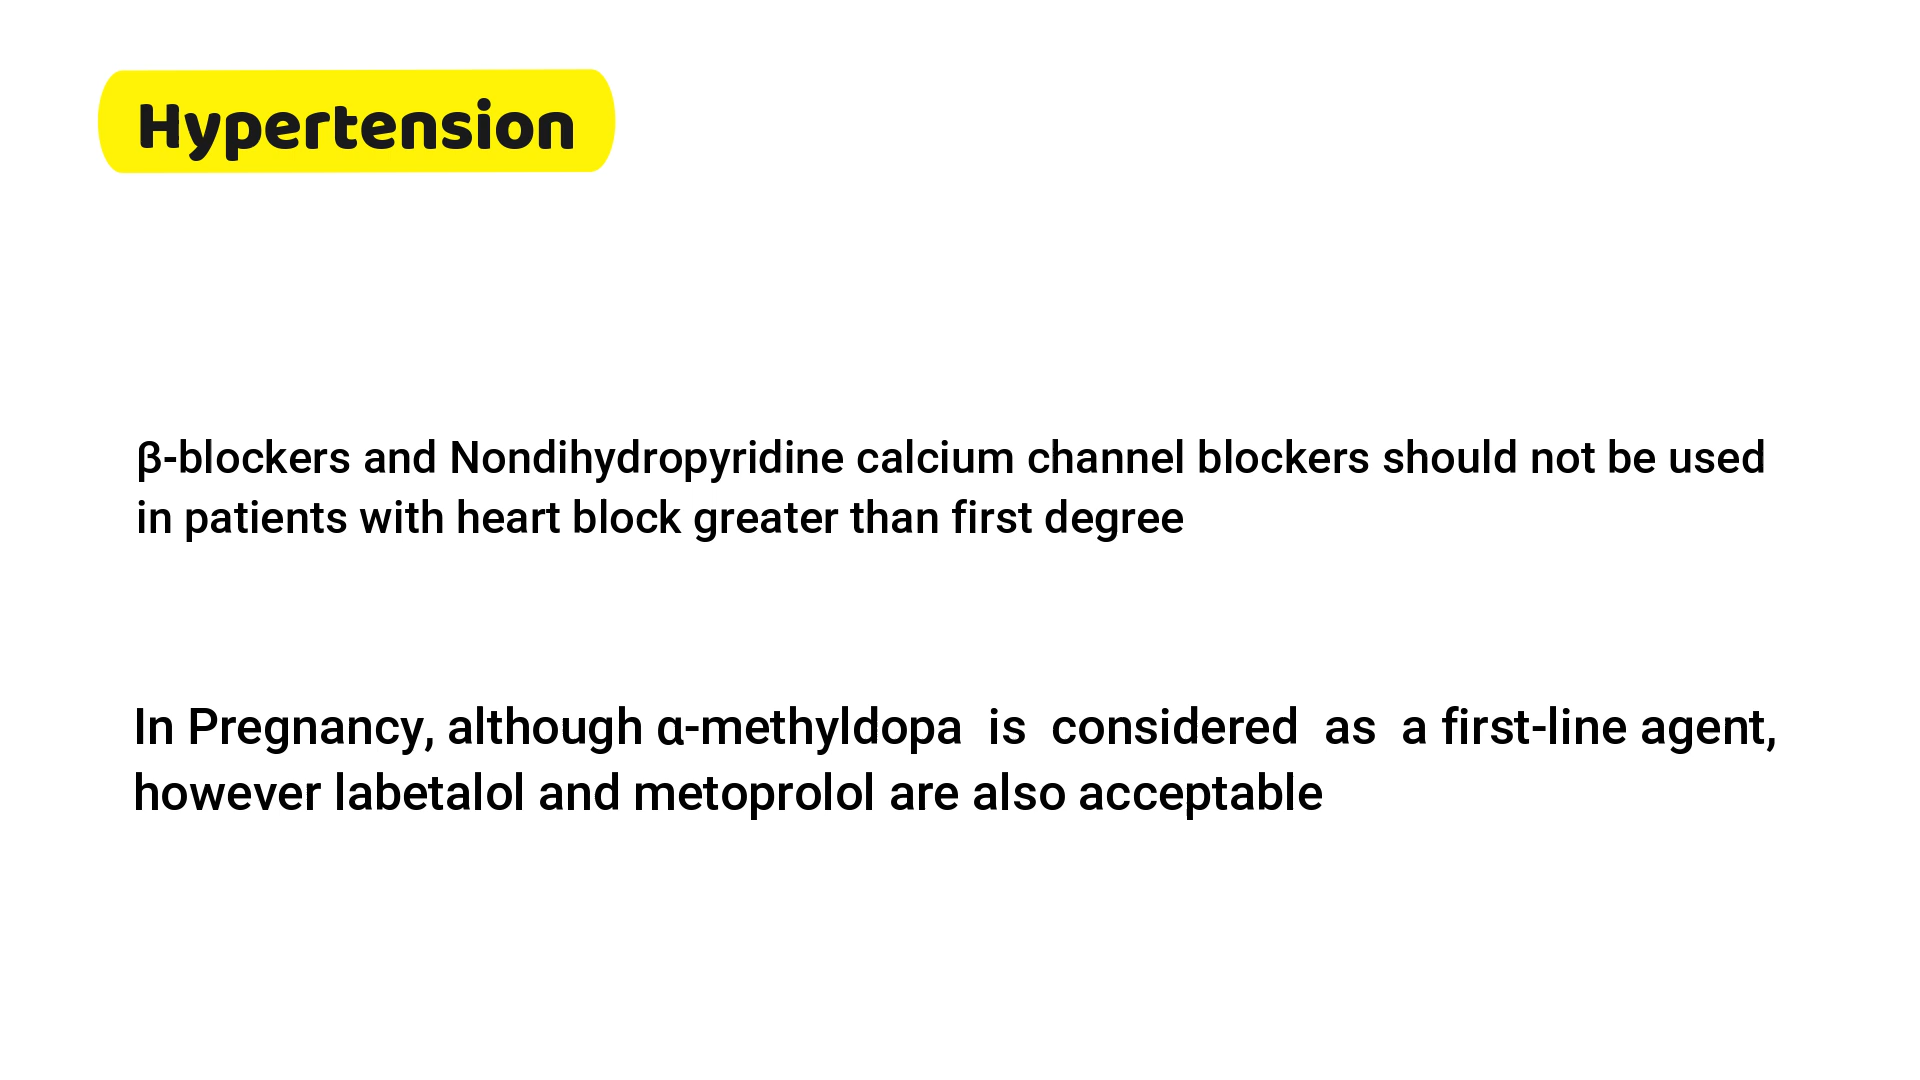 Hypertension
β-blockers and Nondihydropyridine calcium channel blockers should not be used
in patients with heart block greater than first degree
In Pregnancy, although α-methyldopa is considered as a first-line agent,
however labetalol and metoprolol are also acceptable